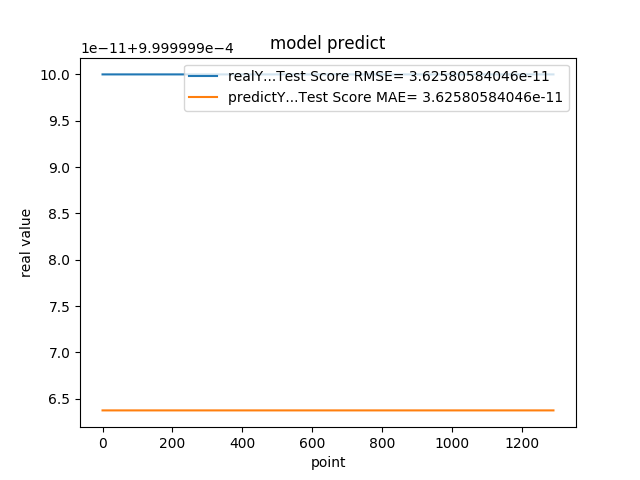 model predict
1e−11+9.999999e−4
realY...Test Score RMSE= 3.62580584046e-11
predictY...Test Score MAE= 3.62580584046e-11
10.0
9.5
9.0
8.5
8.0
7.5
7.0
6.5
real value
0 200 400 600 800 1000 1200
point